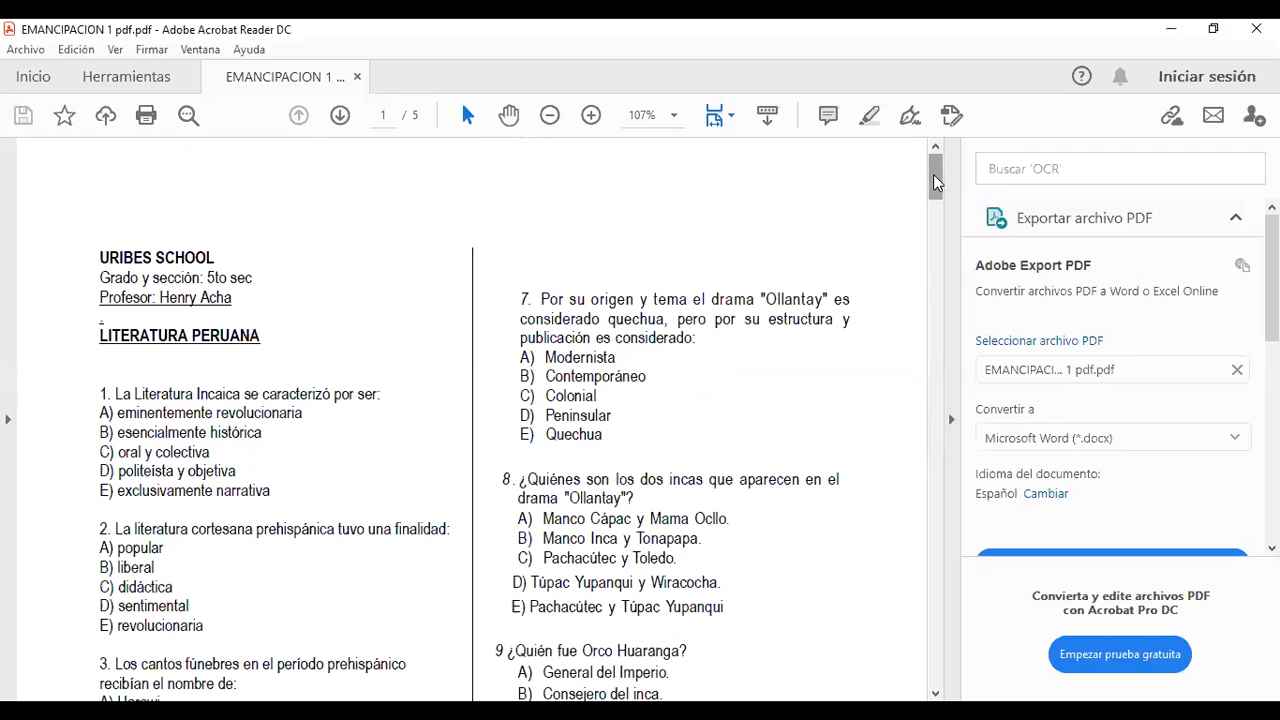 EMANCIPACION 1 pdf.pdf - Adobe Acrobat Reader DC
Archivo Edición Ver Firmar Ventana Ayuda
Inicio Herramientas EMANCIPACION 1 ... × Iniciar sesión
1 / 5 107%
URIBES SCHOOL
Grado y sección: 5to sec
Profesor: Henry Acha
.
LITERATURA PERUANA
1. La Literatura Incaica se caracterizó por ser:
A) eminentemente revolucionaria
B) esencialmente histórica
C) oral y colectiva
D) politeísta y objetiva
E) exclusivamente narrativa
2. La literatura cortesana prehispánica tuvo una finalidad:
A) popular
B) liberal
C) didáctica
D) sentimental
E) revolucionaria
3. Los cantos fúnebres en el período prehispánico
recibían el nombre de:
A) Harawi
7. Por su origen y tema el drama "Ollantay" es
considerado quechua, pero por su estructura y
publicación es considerado:
A) Modernista
B) Contemporáneo
C) Colonial
D) Peninsular
E) Quechua
8. ¿Quiénes son los dos incas que aparecen en el
drama "Ollantay"?
A) Manco Cápac y Mama Ocllo.
B) Manco Inca y Tonapapa.
C) Pachacútec y Toledo.
D) Túpac Yupanqui y Wiracocha.
E) Pachacútec y Túpac Yupanqui
9 ¿Quién fue Orco Huaranga?
A) General del Imperio.
B) Consejero del inca.
Buscar 'OCR'
Exportar archivo PDF
Adobe Export PDF
Convertir archivos PDF a Word o Excel Online
Seleccionar archivo PDF
EMANCIPACI... 1 pdf.pdf
Convertir a
Microsoft Word (*.docx)
Idioma del documento:
Español Cambiar
Convierta y edite archivos PDF
con Acrobat Pro DC
Empezar prueba gratuita